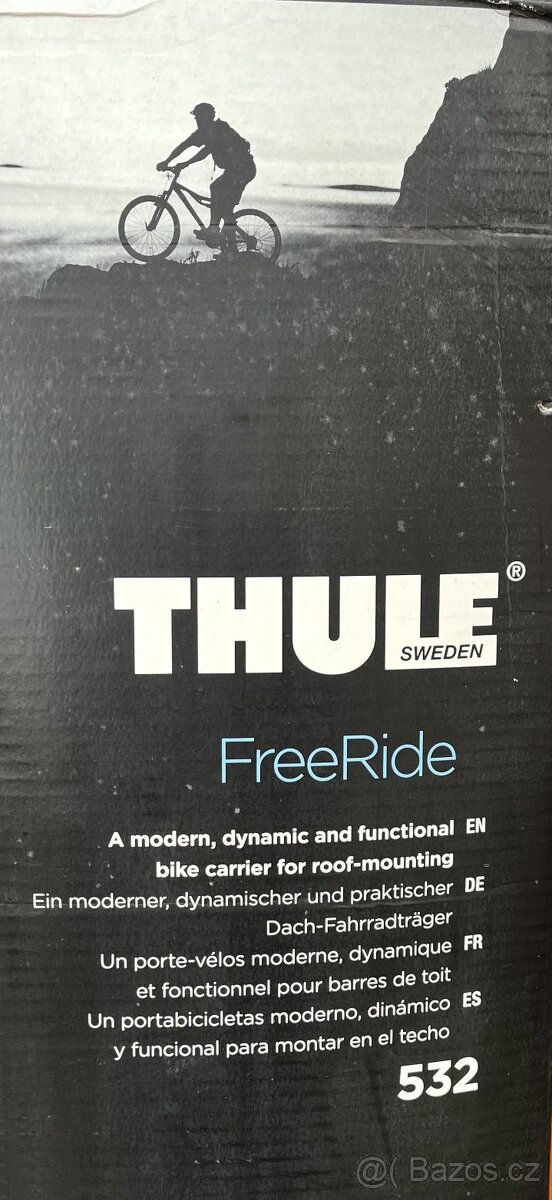 THULE®
SWEDEN
FreeRide
A modern, dynamic and functional EN
bike carrier for roof-mounting
Ein moderner, dynamischer und praktischer DE
Dach-Fahrradträger
Un porte-vélos moderne, dynamique FR
et fonctionnel pour barres de toit
Un portabicicletas moderno, dinámico ES
y funcional para montar en el techo
532
@( Bazos.cz